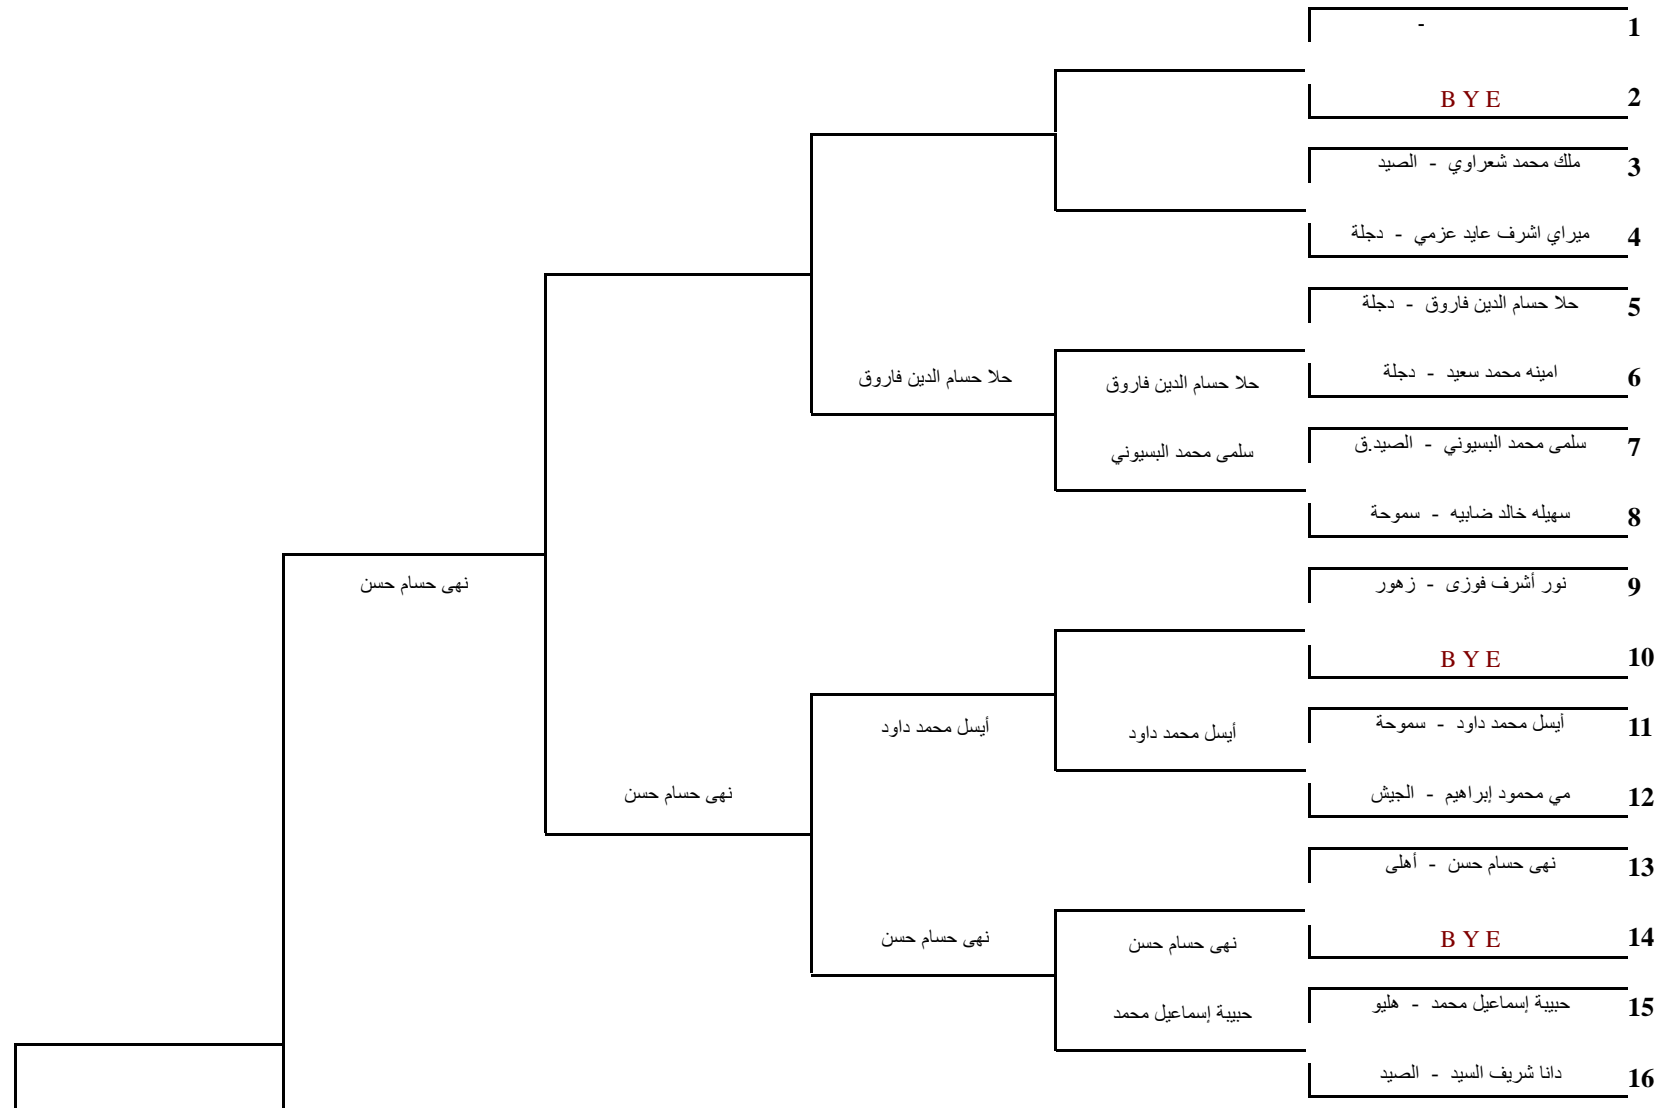 - 1
B Y E 2
ملك محمد شعراوي - الصيد 3
ميراي اشرف عايد عزمي - دجلة 4
حلا حسام الدين فاروق - دجلة 5
امينه محمد سعيد - دجلة 6
حلا حسام الدين فاروق
حلا حسام الدين فاروق
سلمى محمد البسيوني - الصيد.ق 7
سلمى محمد البسيوني
سهيله خالد ضابيه - سموحة 8
نور أشرف فوزى - زهور 9
نهى حسام حسن
B Y E 10
أيسل محمد داود - سموحة 11
أيسل محمد داود
أيسل محمد داود
مي محمود إبراهيم - الجيش 12
نهى حسام حسن
نهى حسام حسن - أهلى 13
B Y E 14
نهى حسام حسن
نهى حسام حسن
حبيبة إسماعيل محمد - هليو 15
حبيبة إسماعيل محمد
دانا شريف السيد - الصيد 16